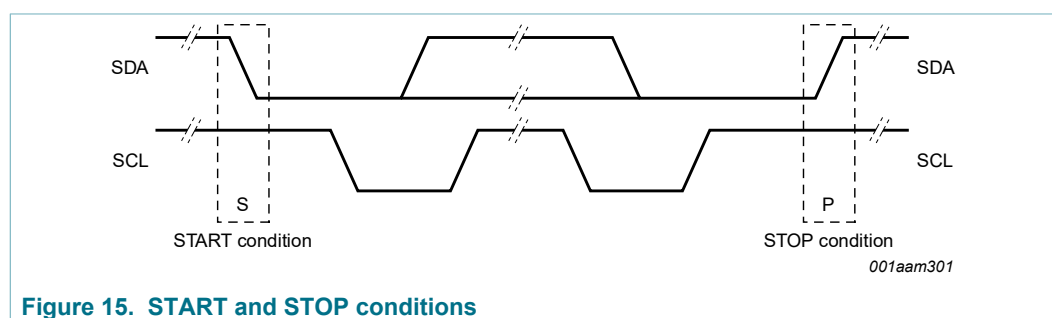 SDA SDA
SCL SCL
S P
START condition STOP condition
001aam301
Figure 15. START and STOP conditions